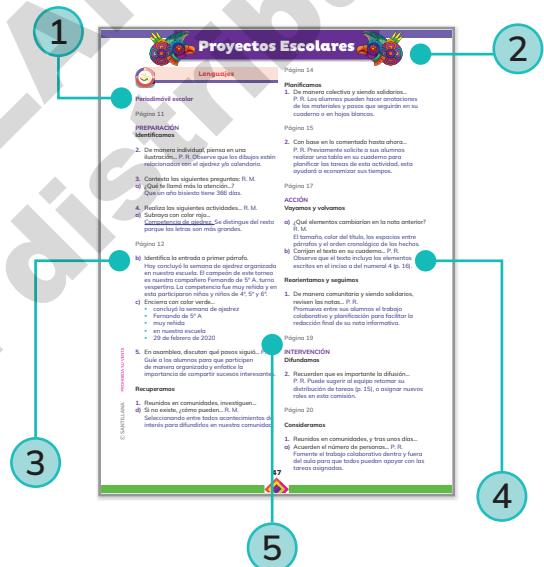 1
2
Proyectos Escolares
Lenguajes
Periodimóvil escolar
Página 11
PREPARACIÓN
Identificamos
2. De manera individual, piensa en una
ilustración... P. R. Observe que los dibujos estén
relacionados con el ajedrez y/o calendario.
3. Contesta las siguientes preguntas: R. M.
a) ¿Qué te llamó más la atención...?
Que un año bisiesto tiene 366 días.
4. Realiza las siguientes actividades... R. M.
a) Subraya con color rojo...
Competencia de ajedrez. Se distingue del resto
porque las letras son más grandes.
Página 12
b) Identifica la entrada o primer párrafo.
Hoy concluyó la semana de ajedrez organizada
en nuestra escuela. El campeón de este torneo
es nuestro compañero Fernando de 5º A, turno
vespertino. La competencia fue muy reñida y en
esta participaron niñas y niños de 4º, 5º y 6º.
c) Encierra con color verde...
• concluyó la semana de ajedrez
• Fernando de 5º A
• muy reñida
• en nuestra escuela
• 29 de febrero de 2020
5. En asamblea, discutan qué pasos siguió...
Guíe a los alumnos para que participen
de manera organizada y enfatice la
importancia de compartir sucesos interesantes.
Recuperamos
1. Reunidos en comunidades, investiguen...
d) Si no existe, ¿cómo pueden... R. M.
Seleccionando entre todos acontecimientos de
interés para difundirlos en nuestra comunidad.
Página 14
Planificamos
1. De manera colectiva y siendo solidarios...
P. R. Los alumnos pueden hacer anotaciones
de los materiales y pasos que seguirán en su
cuaderno o en hojas blancas.
Página 15
2. Con base en lo comentado hasta ahora...
P. R. Previamente solicite a sus alumnos
realizar una tabla en su cuaderno para
planificar las tareas de esta actividad, esta
ayudará a economizar sus tiempos.
Página 17
ACCIÓN
Vayamos y volvamos
a) ¿Qué elementos cambiarían en la nota anterior?
R. M.
El tamaño, color del título, los espacios entre
párrafos y el orden cronológico de los hechos.
b) Corrijan el texto en su cuaderno... P. R.
Observe que el texto incluya los elementos
escritos en el inciso a del numeral 4 (p. 16).
Reorientamos y seguimos
1. De manera comunitaria y siendo solidarios,
revisen las notas... P. R.
Promueva entre sus alumnos el trabajo
colaborativo y planificación para facilitar la
redacción final de su nota informativa.
Página 19
INTERVENCIÓN
Difundamos
2. Recuerden que es importante la difusión...
P. R. Puede sugerir al equipo retomar su
distribución de tareas (p. 15), o asignar nuevos
roles en esta comisión.
Página 20
Consideramos
1. Reunidos en comunidades, y tras unos días...
a) Acuerden el número de personas... P. R.
Fomente el trabajo colaborativo dentro y fuera
del aula para que todos puedan apoyar con las
tareas asignadas.
© SANTILLANA PROHIBIDA SU VENTA
47
3
4
5
distrib